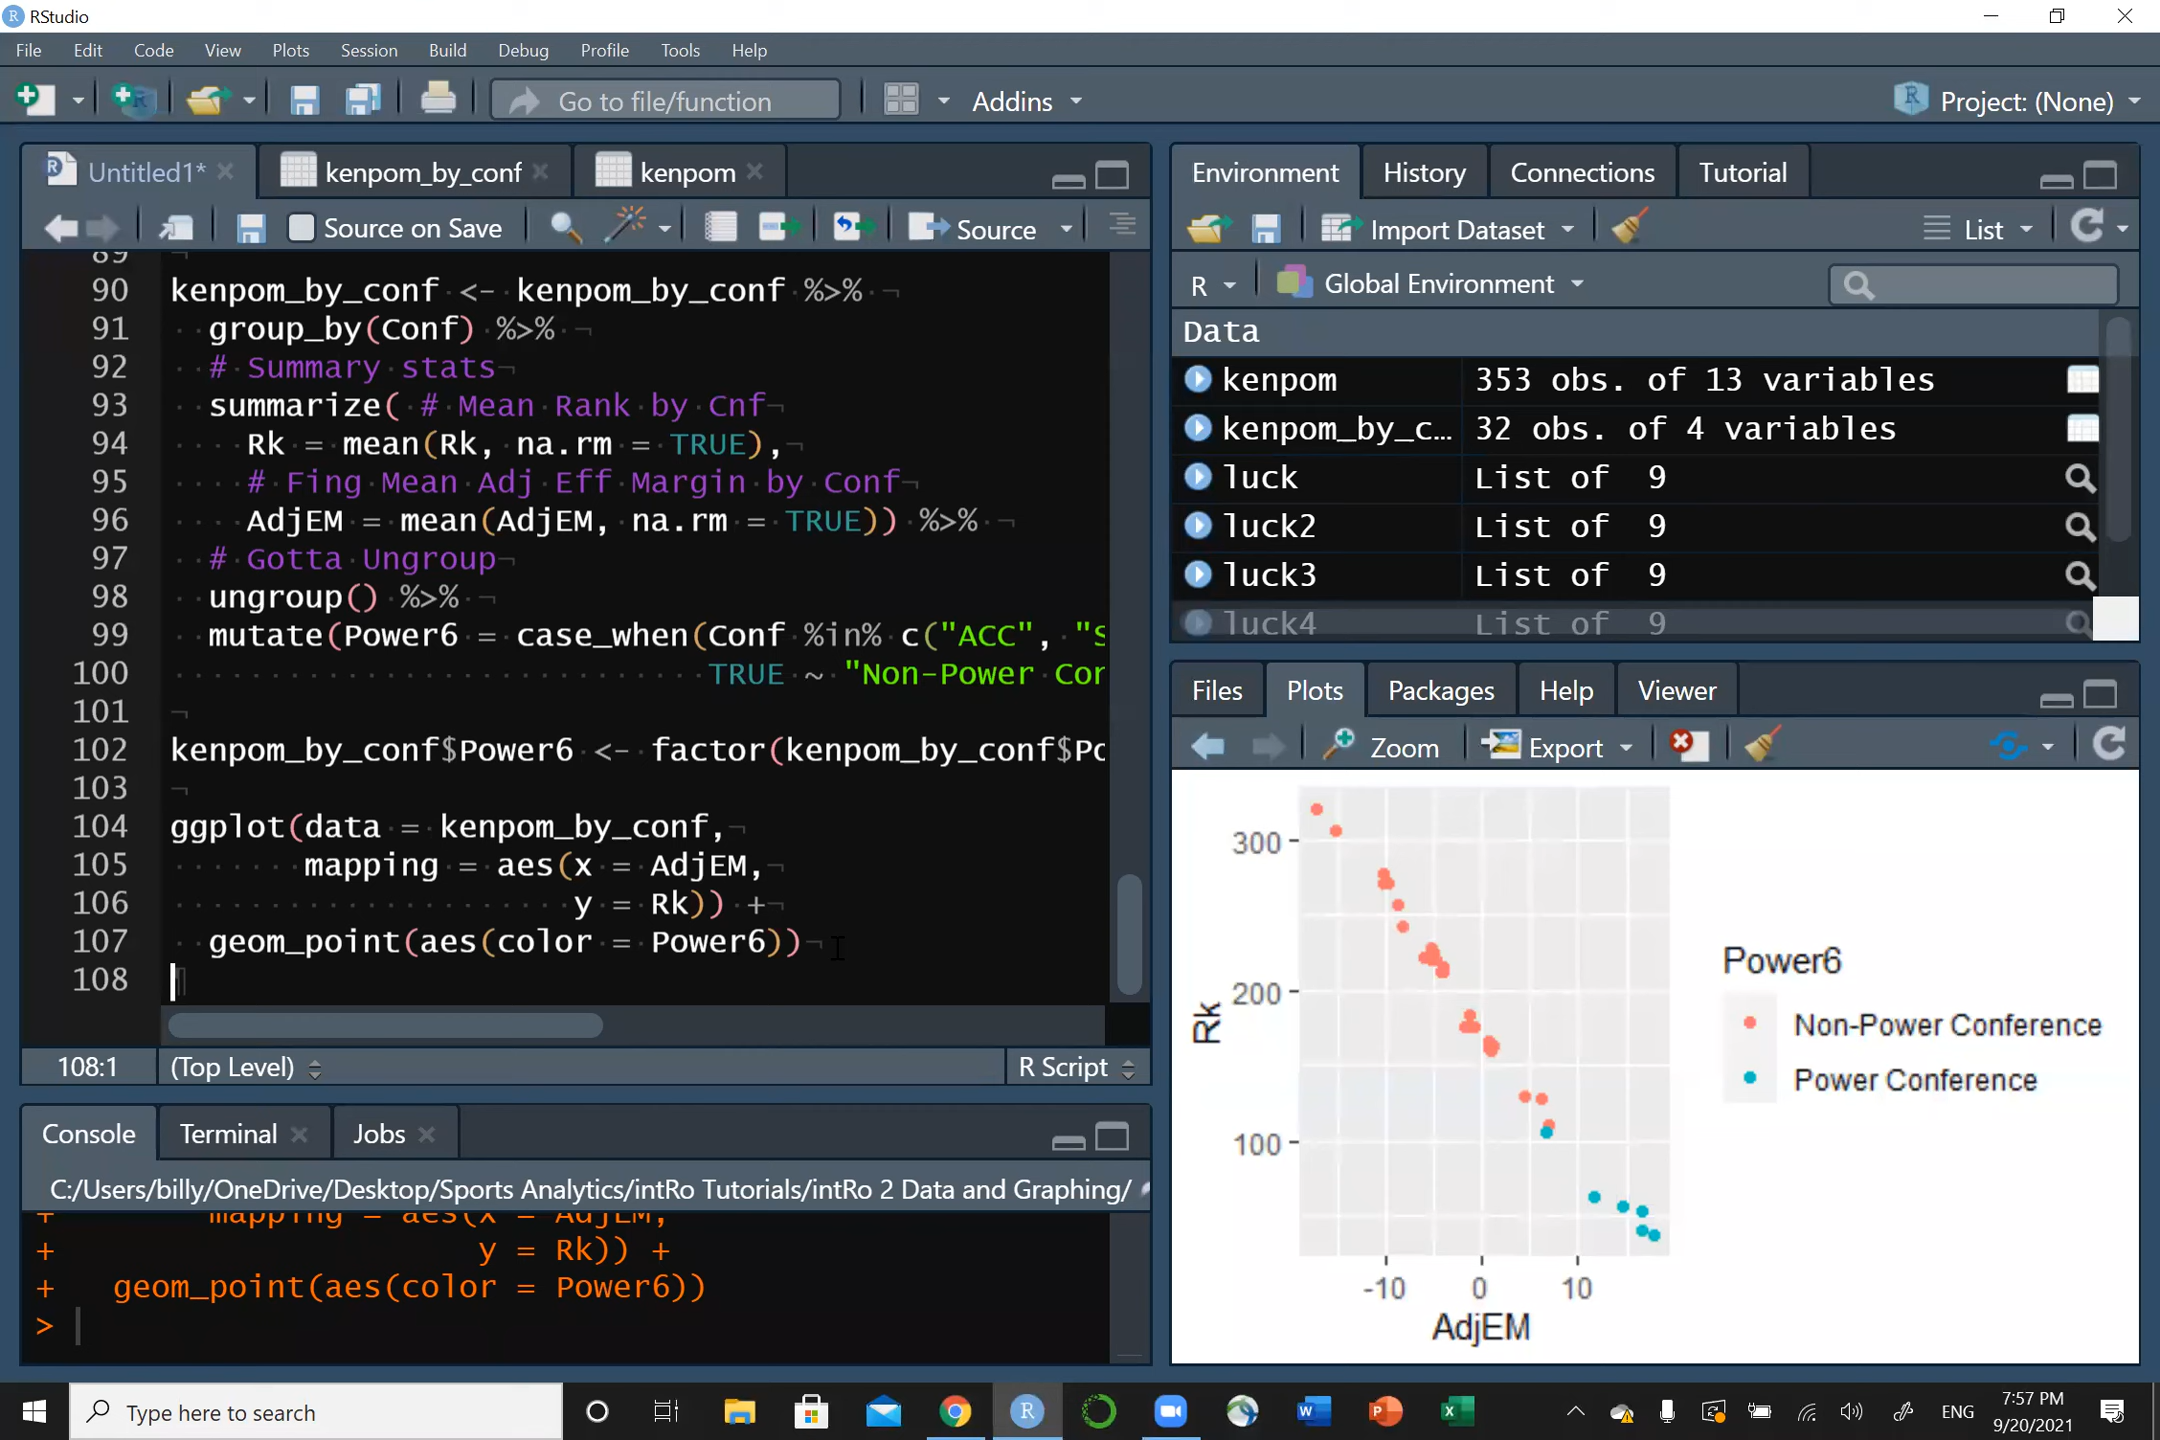 RStudio
File Edit Code View Plots Session Build Debug Profile Tools Help
Go to file/function Addins Project: (None)
Untitled1* kenpom_by_conf kenpom
Source on Save Source
89
90 kenpom_by_conf <- kenpom_by_conf %>%
91 group_by(Conf) %>%
92 # Summary stats
93 summarize( # Mean Rank by Cnf
94 Rk = mean(Rk, na.rm = TRUE),
95 # Fing Mean Adj Eff Margin by Conf
96 AdjEM = mean(AdjEM, na.rm = TRUE)) %>%
97 # Gotta Ungroup
98 ungroup() %>%
99 mutate(Power6 = case_when(Conf %in% c("ACC", "S
100 TRUE ~ "Non-Power Con
101
102 kenpom_by_conf$Power6 <- factor(kenpom_by_conf$Po
103
104 ggplot(data = kenpom_by_conf,
105 mapping = aes(x = AdjEM,
106 y = Rk)) +
107 geom_point(aes(color = Power6))
108
108:1 (Top Level) R Script
Console Terminal Jobs
C:/Users/billy/OneDrive/Desktop/Sports Analytics/intRo Tutorials/intRo 2 Data and Graphing/
+ mapping = aes(x = AdjEM,
+ y = Rk)) +
+ geom_point(aes(color = Power6))
>
Environment History Connections Tutorial
Import Dataset List
R Global Environment
Data
kenpom 353 obs. of 13 variables
kenpom_by_c... 32 obs. of 4 variables
luck List of 9
luck2 List of 9
luck3 List of 9
luck4 List of 9
Files Plots Packages Help Viewer
Zoom Export
300
200
100
Rk
-10 0 10
AdjEM
Power6
Non-Power Conference
Power Conference
Type here to search
ENG
7:57 PM
9/20/2021